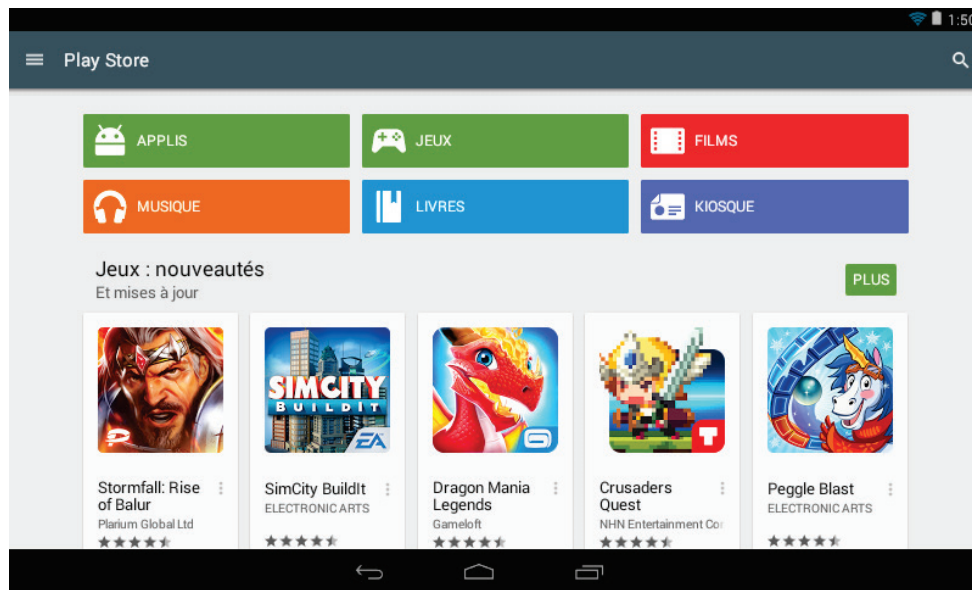 1:50
Play Store
APPLIS
JEUX
FILMS
MUSIQUE
LIVRES
KIOSQUE
Jeux : nouveautés
Et mises à jour
PLUS
SIMCITY
BUILDIT
EA
T
Stormfall: Rise
of Balur
Plarium Global Ltd
SimCity BuildIt
ELECTRONIC ARTS
Dragon Mania
Legends
Gameloft
Crusaders
Quest
NHN Entertainment Cor
Peggle Blast
ELECTRONIC ARTS